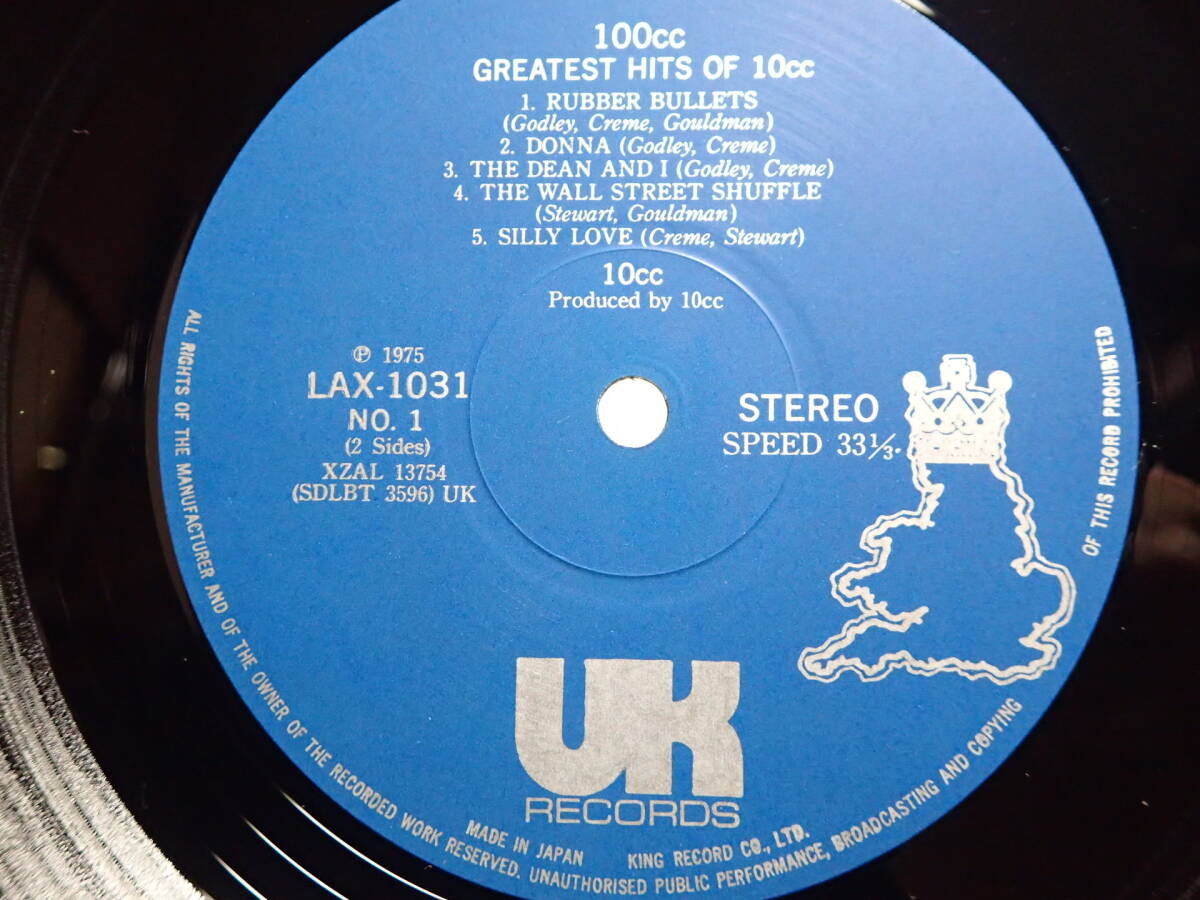 100cc
GREATEST HITS OF 10cc
1. RUBBER BULLETS
(Godley, Creme, Gouldman)
2. DONNA (Godley, Creme)
3. THE DEAN AND I (Godley, Creme)
4. THE WALL STREET SHUFFLE
(Stewart, Gouldman)
5. SILLY LOVE (Creme, Stewart)
10cc
Produced by 10cc
℗ 1975
LAX-1031
NO. 1
(2 Sides)
XZAL 13754
(SDLBT 3596) UK
STEREO
SPEED 33⅓.
UK
RECORDS
MADE IN JAPAN KING RECORD CO., LTD.
ALL RIGHTS OF THE MANUFACTURER AND OF THE OWNER OF THE RECORDED WORK RESERVED. UNAUTHORISED PUBLIC PERFORMANCE, BROADCASTING AND COPYING OF THIS RECORD PROHIBITED